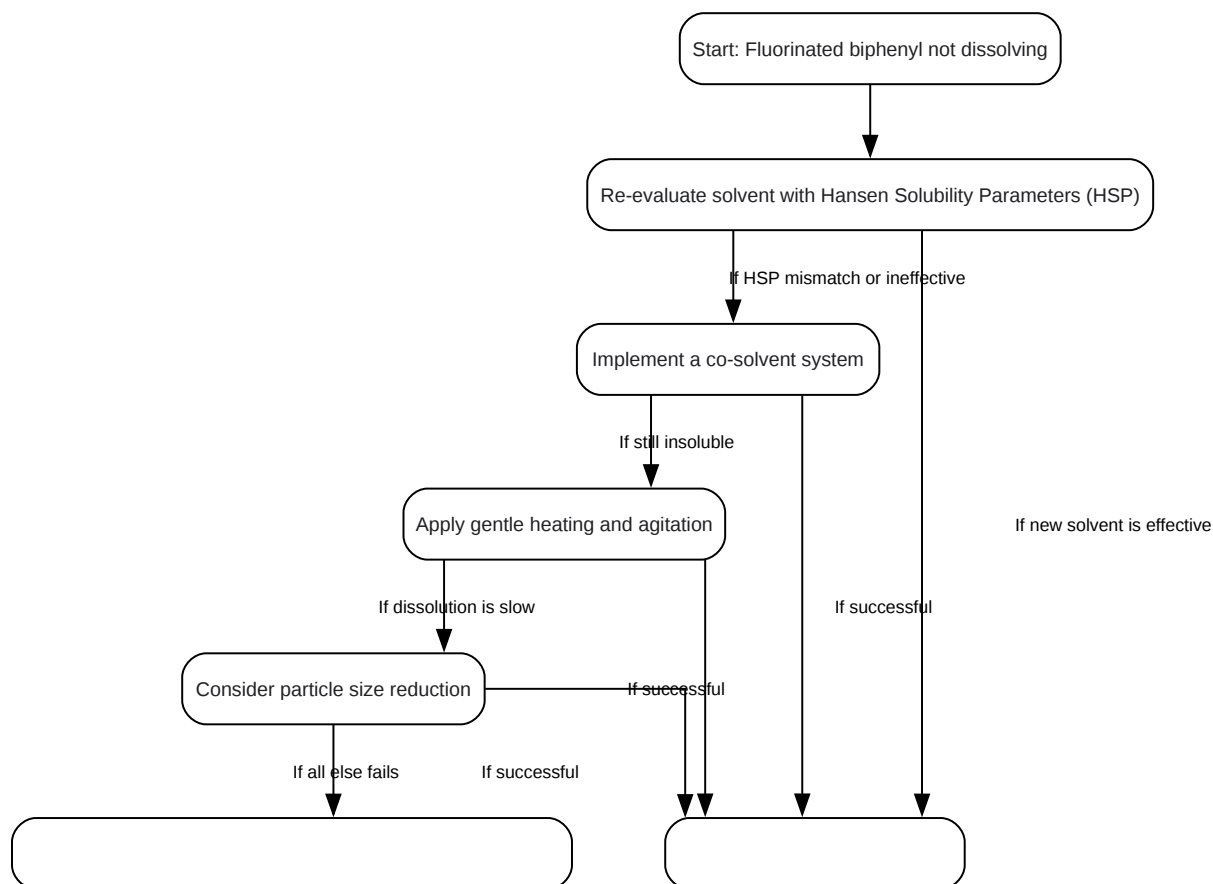 Start: Fluorinated biphenyl not dissolving
Re-evaluate solvent with Hansen Solubility Parameters (HSP)
If HSP mismatch or ineffective
Implement a co-solvent system
If still insoluble
Apply gentle heating and agitation
If new solvent is effective
If dissolution is slow
If successful
Consider particle size reduction
If successful
If all else fails
If successful